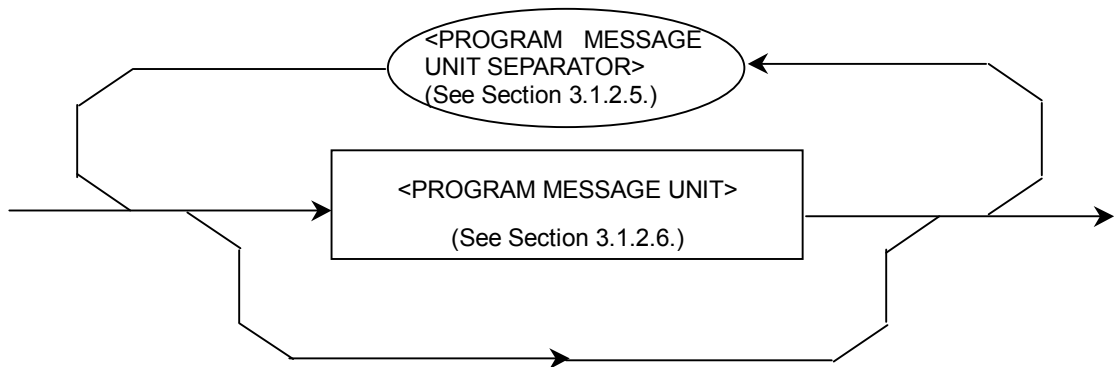 <PROGRAM MESSAGE
UNIT SEPARATOR>
(See Section 3.1.2.5.)
<PROGRAM MESSAGE UNIT>
(See Section 3.1.2.6.)